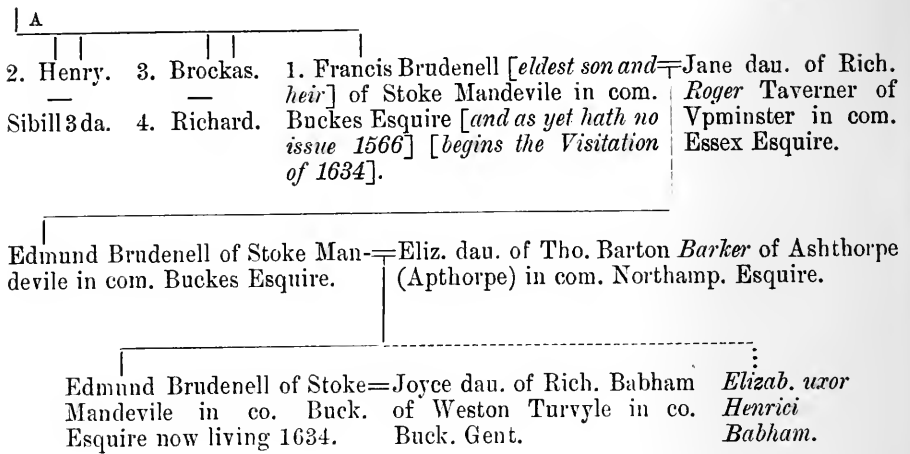 A
2. Henry.
Sibill 3 da.
3. Brockas.
4. Richard.
1. Francis Brudenell [eldest son and
heir] of Stoke Mandevile in com.
Buckes Esquire [and as yet hath no
issue 1566] [begins the Visitation
of 1634].
Jane dau. of Rich.
Roger Taverner of
Vpminster in com.
Essex Esquire.
Edmund Brudenell of Stoke Man-
devile in com. Buckes Esquire.
Eliz. dau. of Tho. Barton Barker of Ashthorpe
(Apthorpe) in com. Northamp. Esquire.
Edmund Brudenell of Stoke
Mandevile in co. Buck.
Esquire now living 1634.
Joyce dau. of Rich. Babham
of Weston Turvyle in co.
Buck. Gent.
Elizab. uxor
Henrici
Babham.